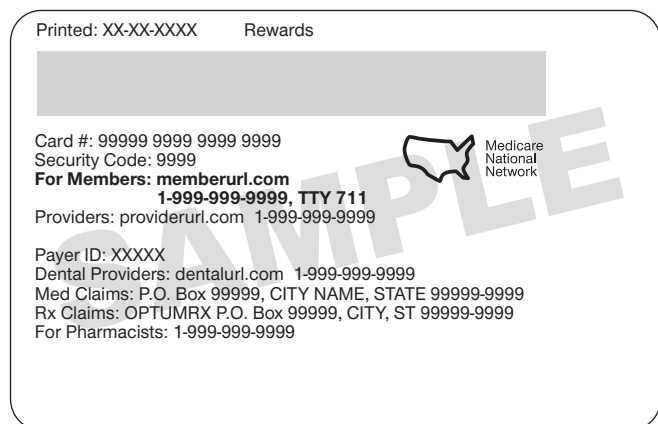 Printed: XX-XX-XXXX Rewards
Card #: 99999 9999 9999 9999
Security Code: 9999
For Members: memberurl.com
1-999-999-9999, TTY 711
Providers: providerurl.com 1-999-999-9999
Medicare
National
Network
Payer ID: XXXXX
Dental Providers: dentalurl.com 1-999-999-9999
Med Claims: P.O. Box 99999, CITY NAME, STATE 99999-9999
Rx Claims: OPTUMRX P.O. Box 99999, CITY, ST 99999-9999
For Pharmacists: 1-999-999-9999
SAMPLE